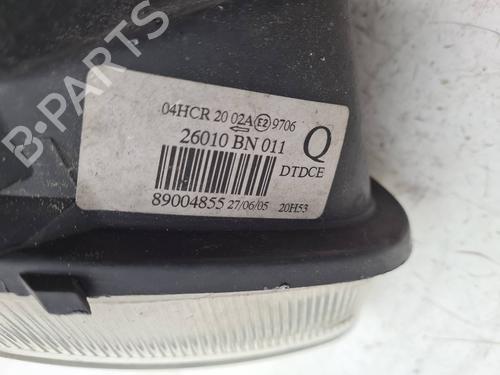 B-Parts
04HCR 20 02A E2 9706
26010 BN 011 Q
DTDCE
89004855 27/06/05 20H53